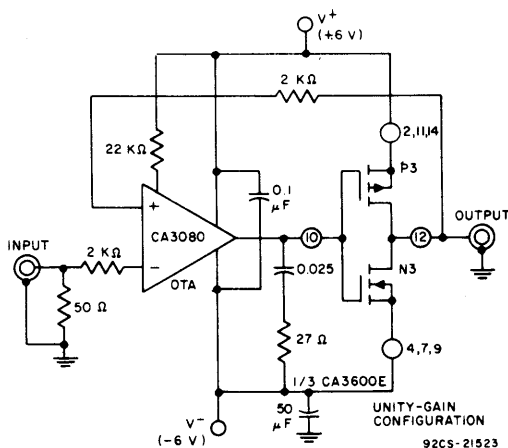 V+
(+6 V)
2 KΩ
2,11,14
22 KΩ
P3
0.1
μF
+
CA3080
INPUT
2 KΩ
−
OTA
10
12
OUTPUT
0.025
N3
50 Ω
27 Ω
4,7,9
1/3 CA3600E
V−
(−6 V)
50
μF
UNITY-GAIN
CONFIGURATION
92CS-21523